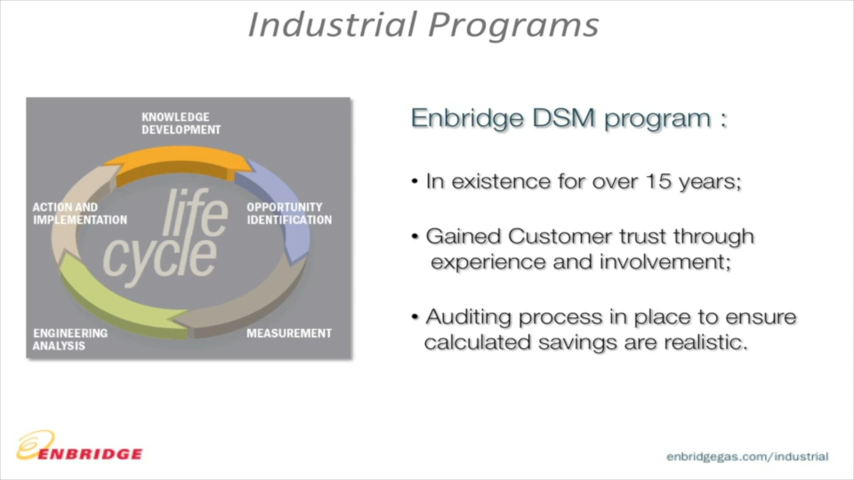 Industrial Programs
KNOWLEDGE
DEVELOPMENT
ACTION AND
IMPLEMENTATION
life
cycle
OPPORTUNITY
IDENTIFICATION
ENGINEERING
ANALYSIS
MEASUREMENT
Enbridge DSM program :
• In existence for over 15 years;
• Gained Customer trust through
experience and involvement;
• Auditing process in place to ensure
calculated savings are realistic.
ENBRIDGE
enbridgegas.com/industrial